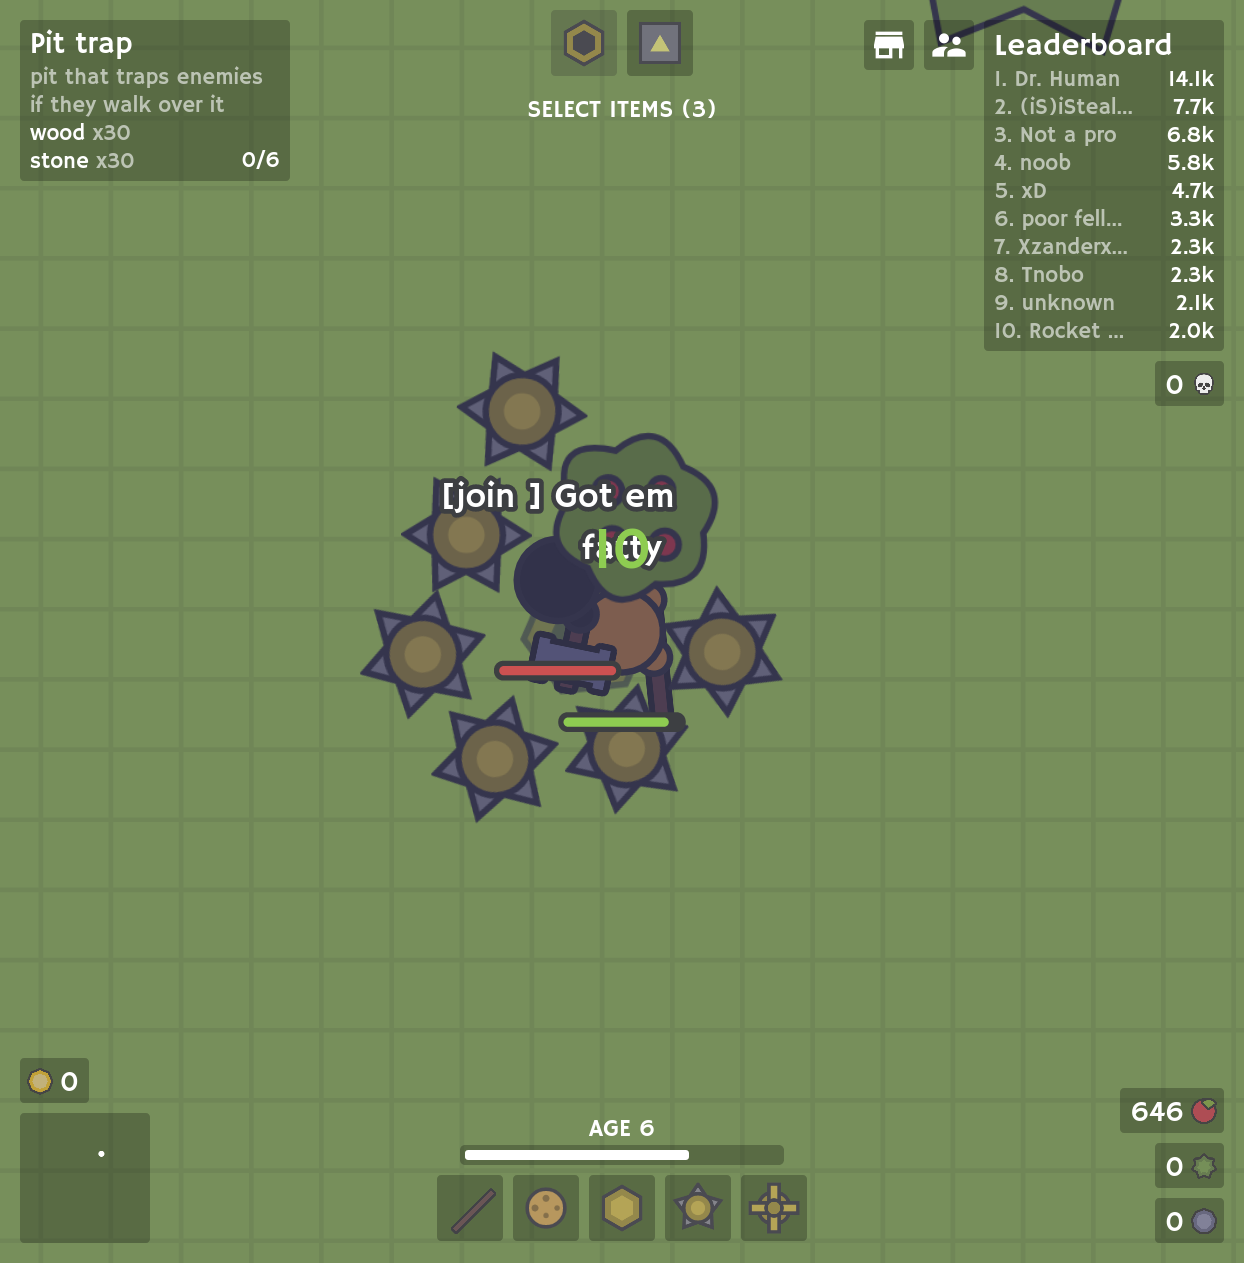 Pit trap
pit that traps enemies
if they walk over it
wood x30
stone x30 0/6
SELECT ITEMS (3)
Leaderboard
1. Dr. Human 14.1k
2. (iS)iSteal... 7.7k
3. Not a pro 6.8k
4. noob 5.8k
5. xD 4.7k
6. poor fell... 3.3k
7. Xzanderx... 2.3k
8. Tnobo 2.3k
9. unknown 2.1k
10. Rocket ... 2.0k
0
[join ] Got em
fatty
10
0
AGE 6
646
0
0